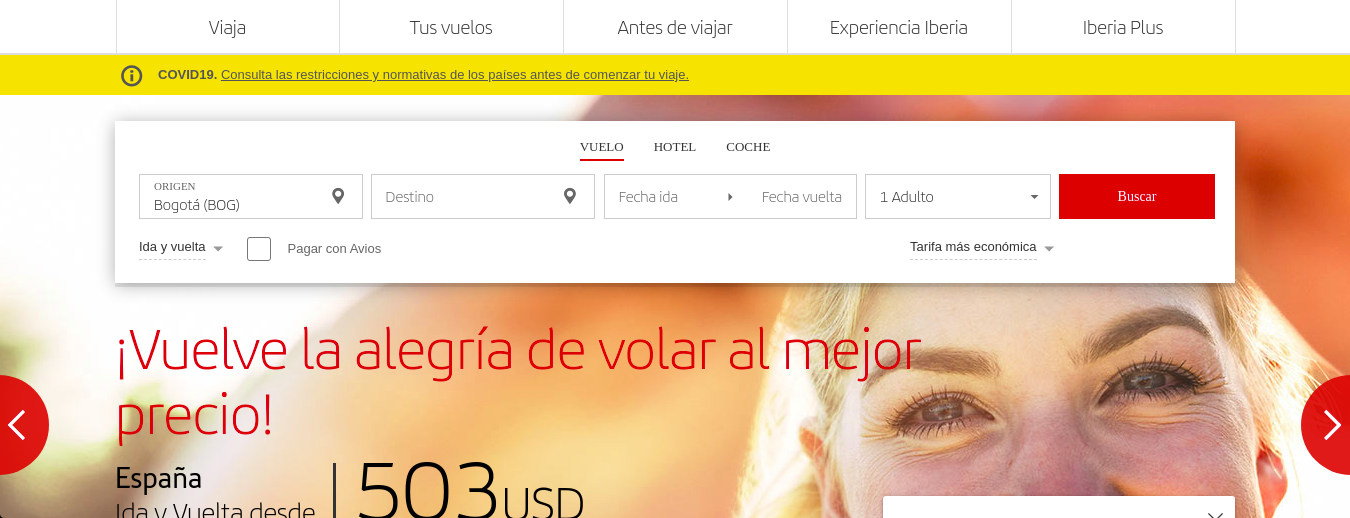 Viaja
Tus vuelos
Antes de viajar
Experiencia Iberia
Iberia Plus
COVID19. Consulta las restricciones y normativas de los países antes de comenzar tu viaje.
VUELO HOTEL COCHE
ORIGEN
Bogotá (BOG)
Destino
Fecha ida
Fecha vuelta
1 Adulto
Buscar
Ida y vuelta
Pagar con Avios
Tarifa más económica
¡Vuelve la alegría de volar al mejor
precio!
España
Ida y Vuelta desde
503USD